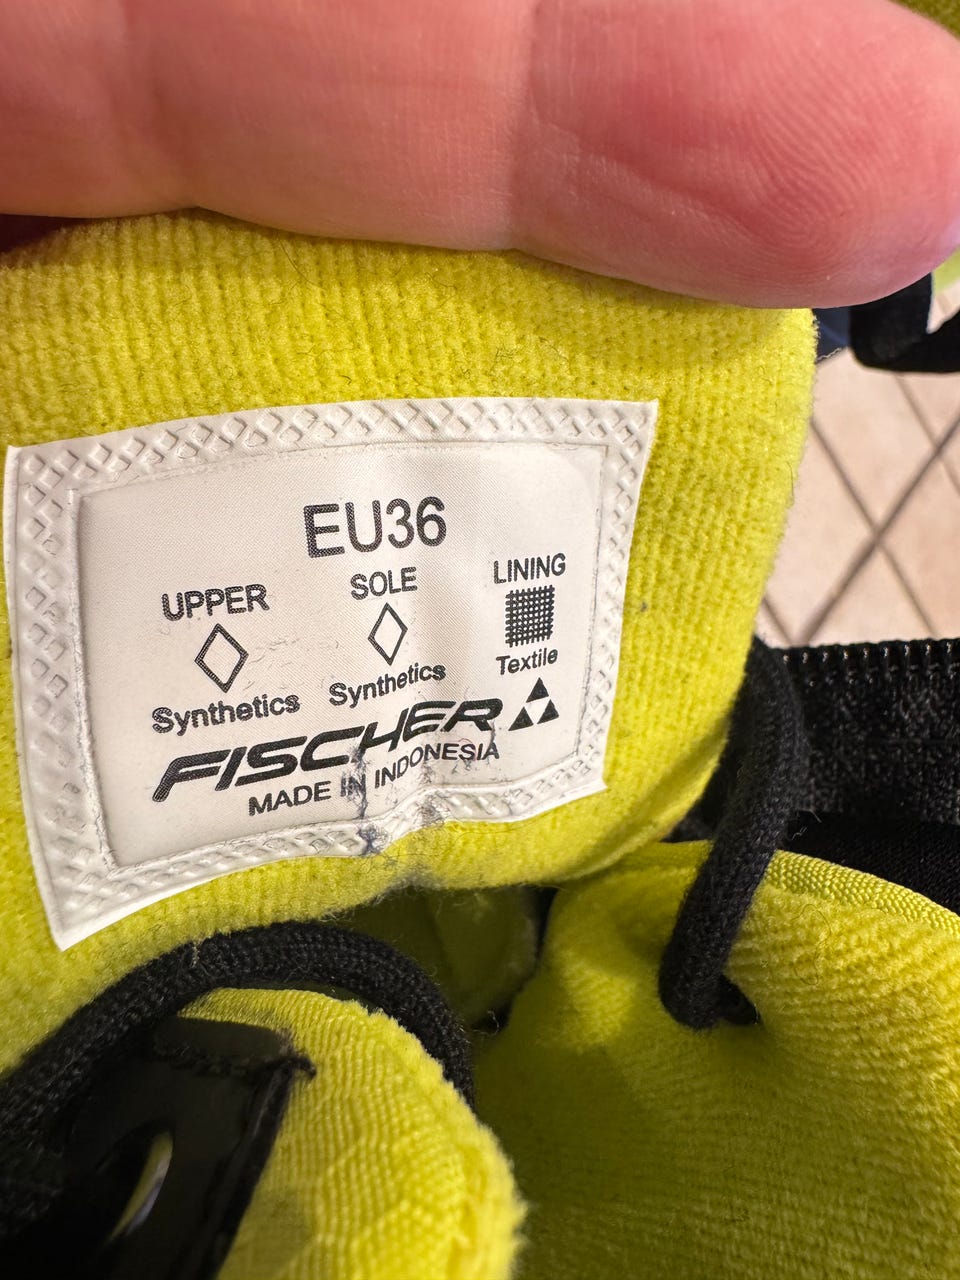 EU36
UPPER SOLE LINING
Synthetics Synthetics Textile
FISCHER
MADE IN INDONESIA